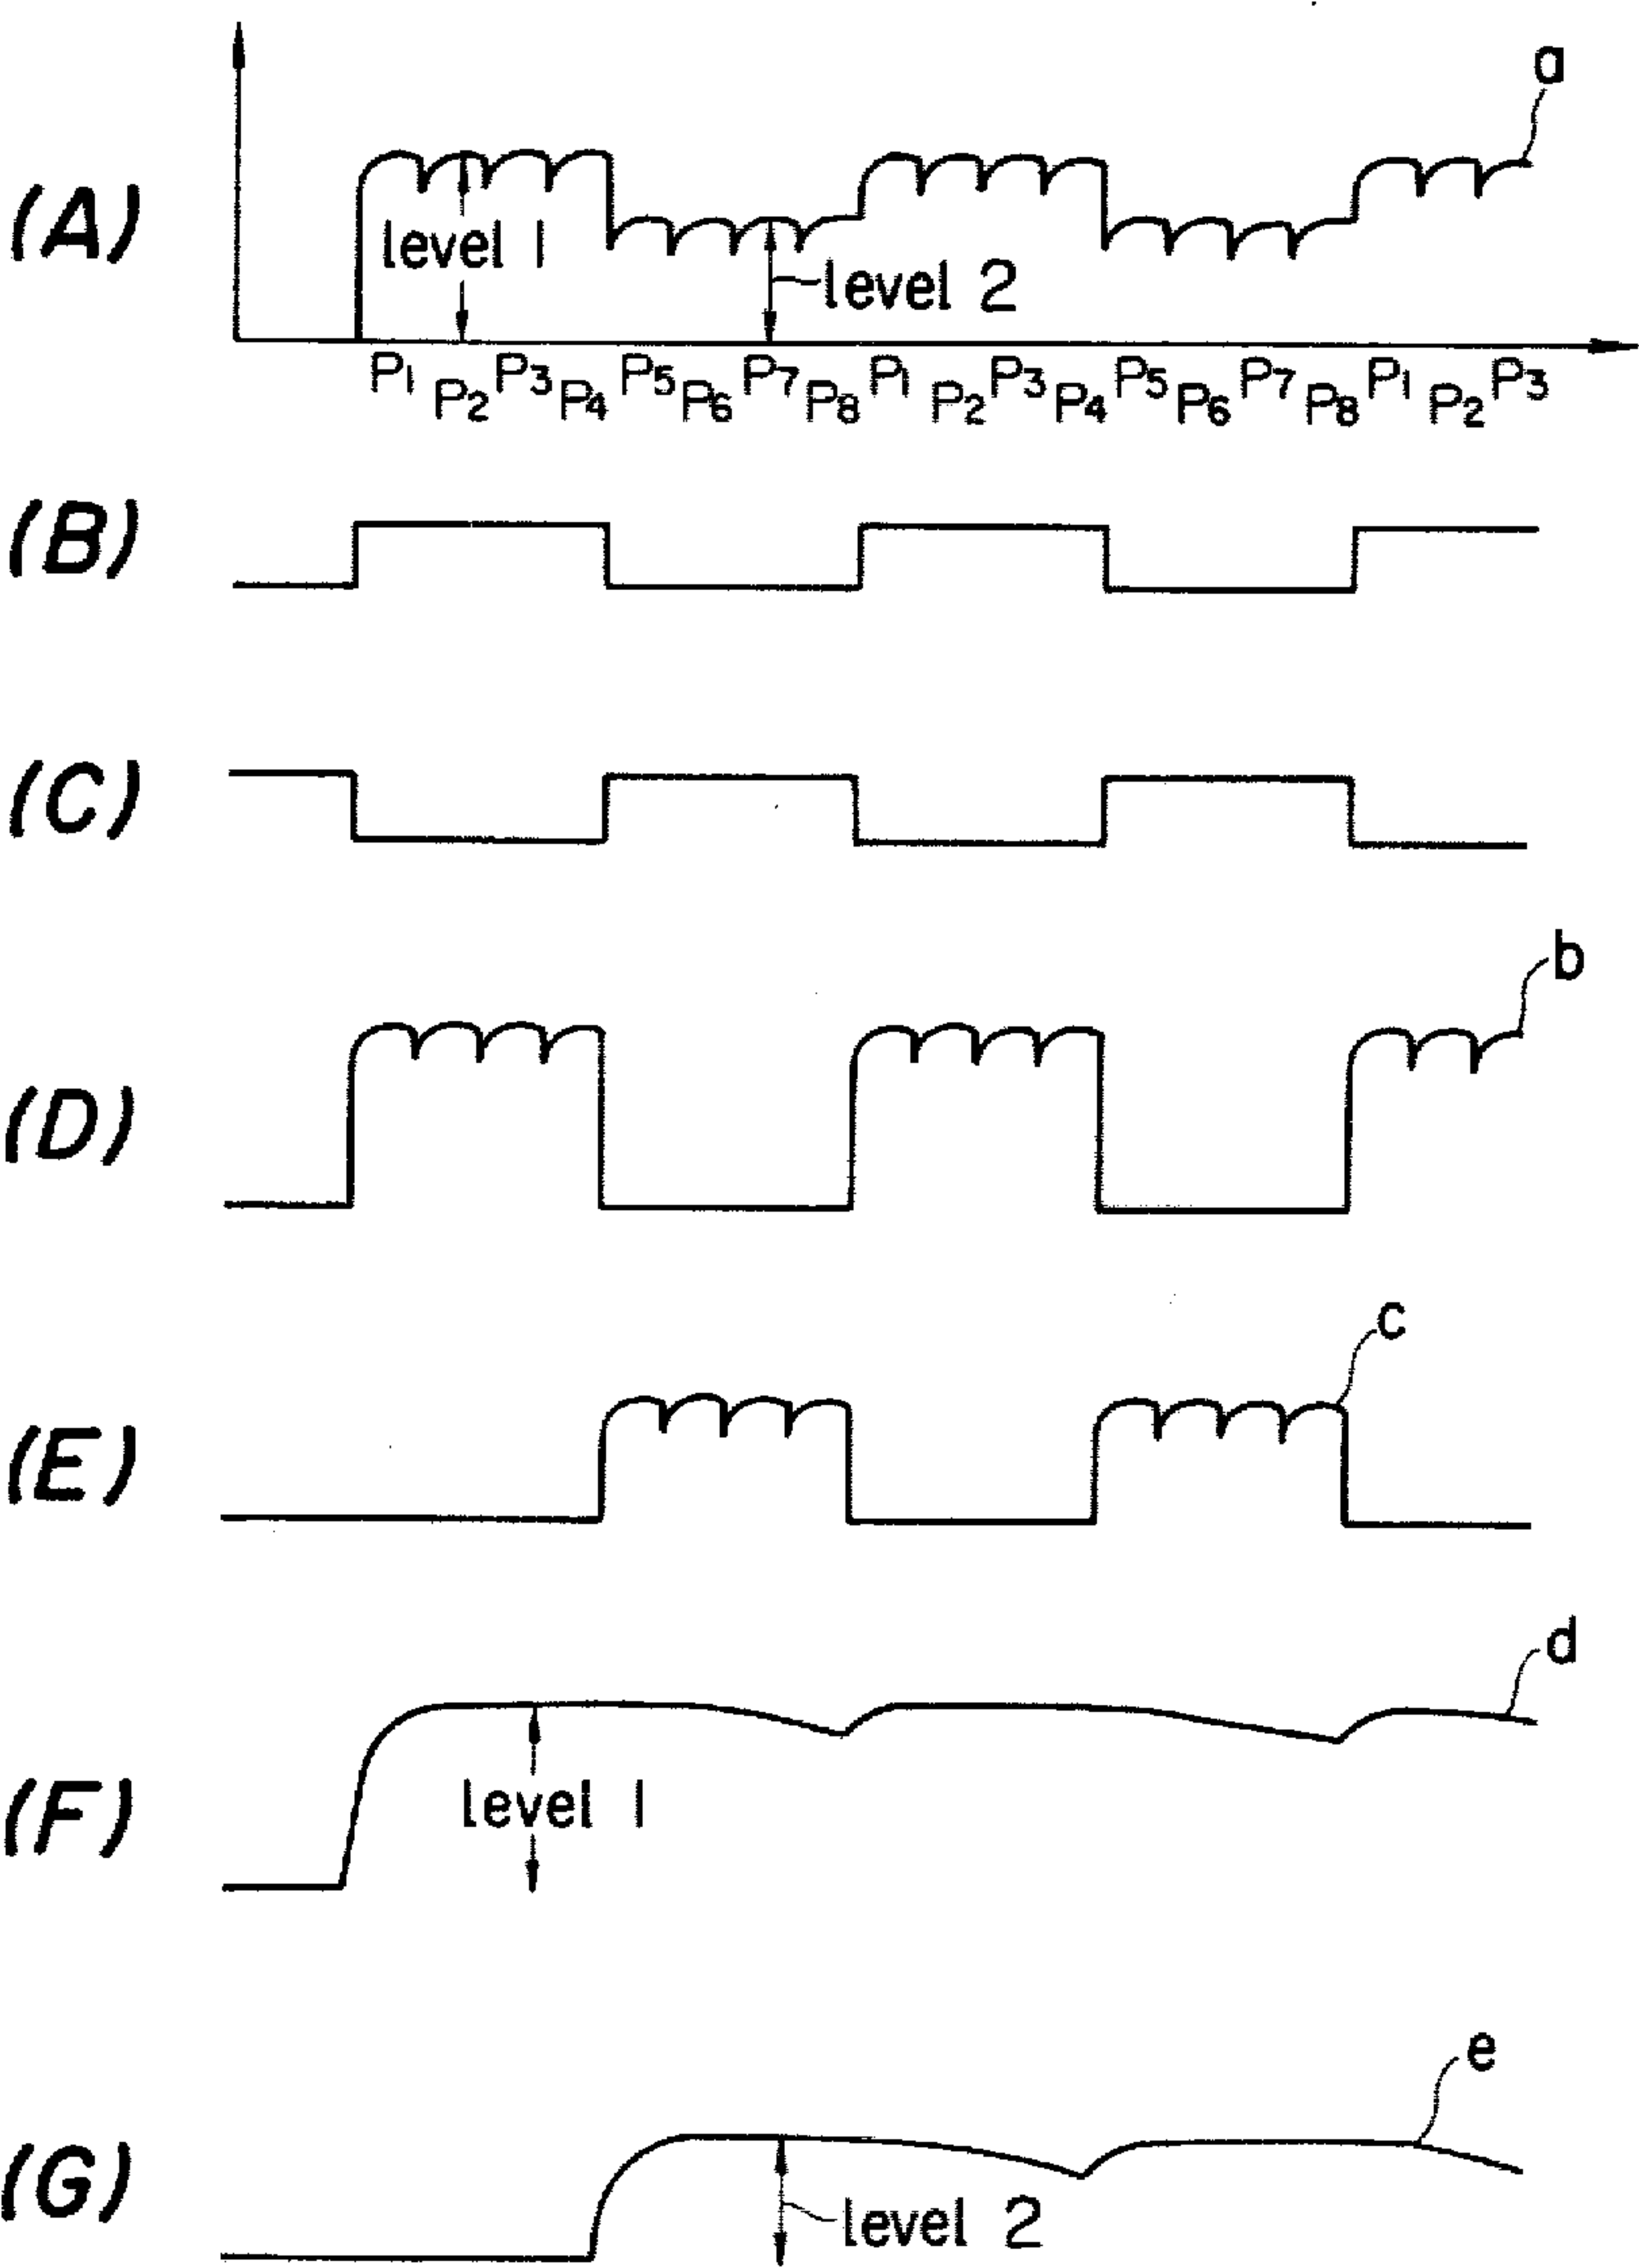 a
(A)
level 1
level 2
P1 P2 P3 P4 P5 P6 P7 P8 P1 P2 P3 P4 P5 P6 P7 P8 P1 P2 P3
(B)
(C)
b
(D)
c
(E)
d
level 1
(F)
e
(G)
level 2